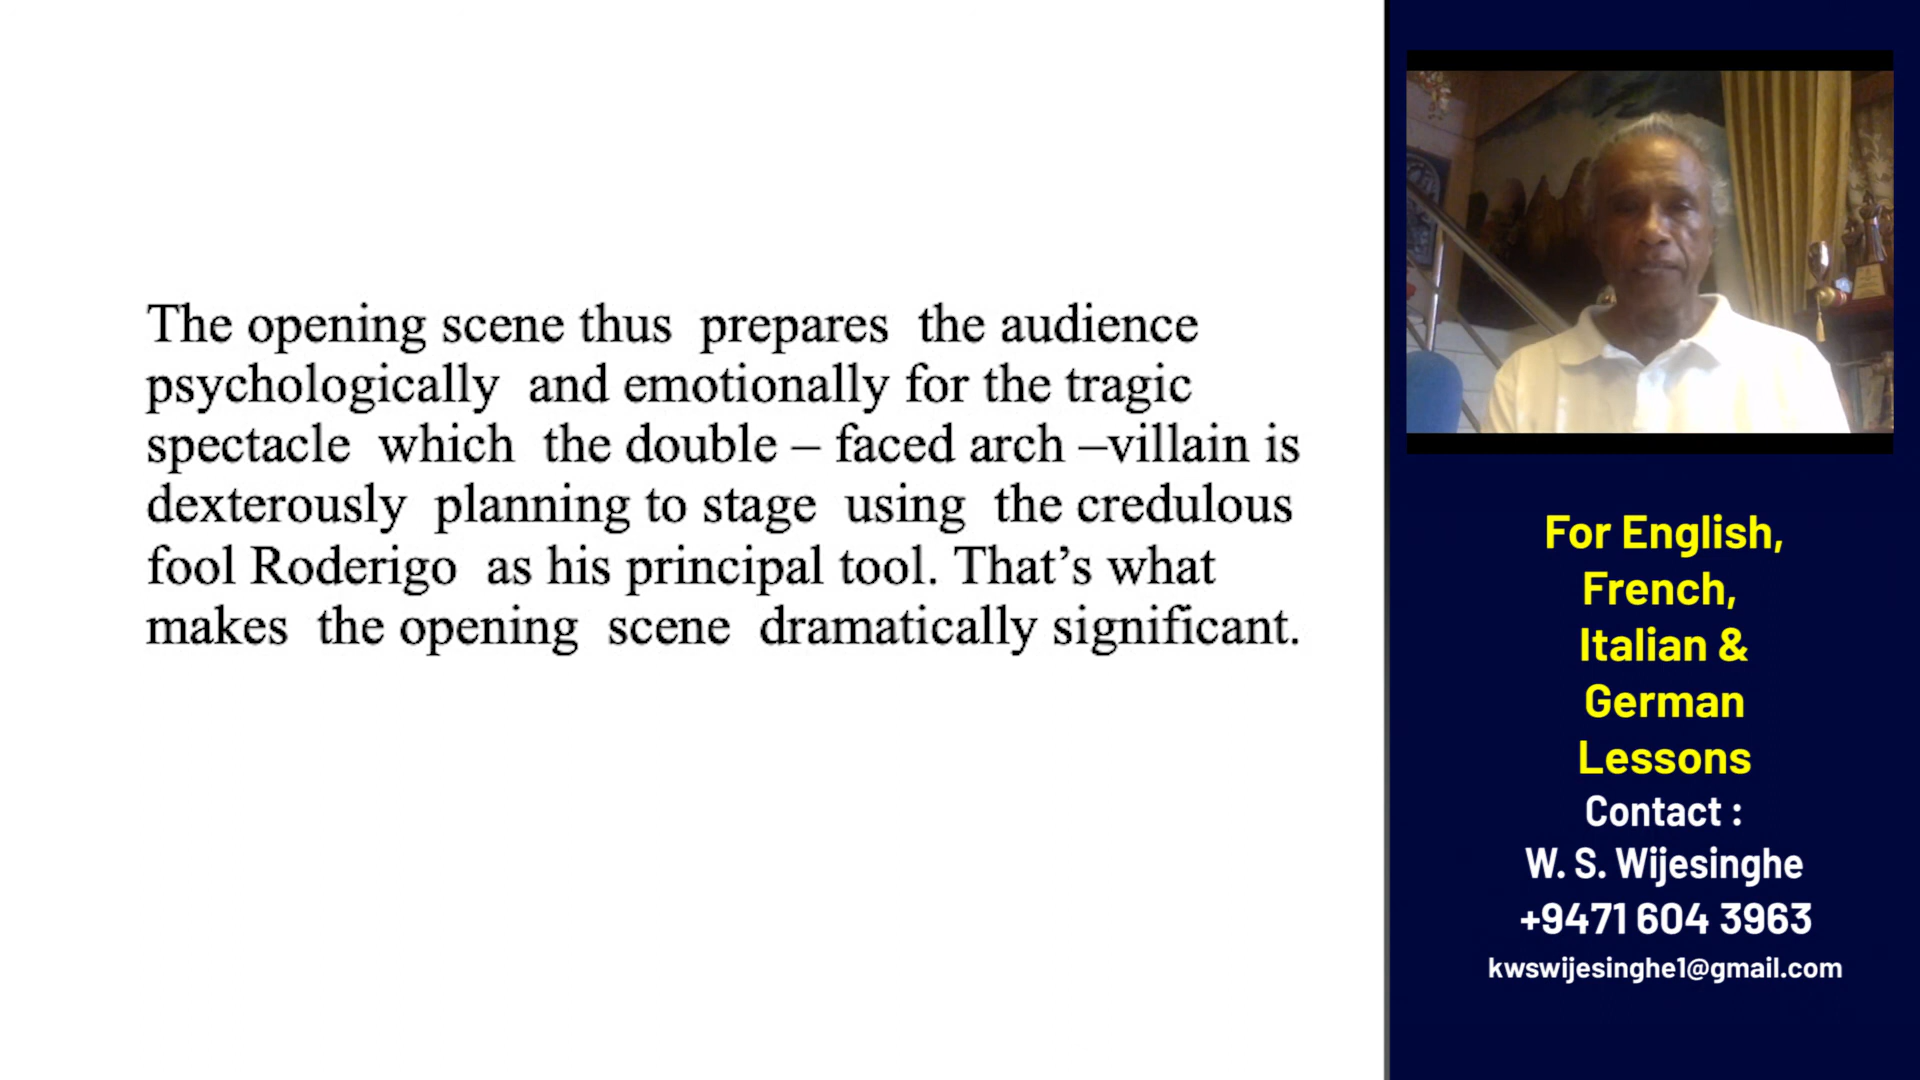 The opening scene thus prepares the audience
psychologically and emotionally for the tragic
spectacle which the double – faced arch –villain is
dexterously planning to stage using the credulous
fool Roderigo as his principal tool. That’s what
makes the opening scene dramatically significant.
For English,
French,
Italian &
German
Lessons
Contact :
W. S. Wijesinghe
+9471 604 3963
kwswijesinghe1@gmail.com